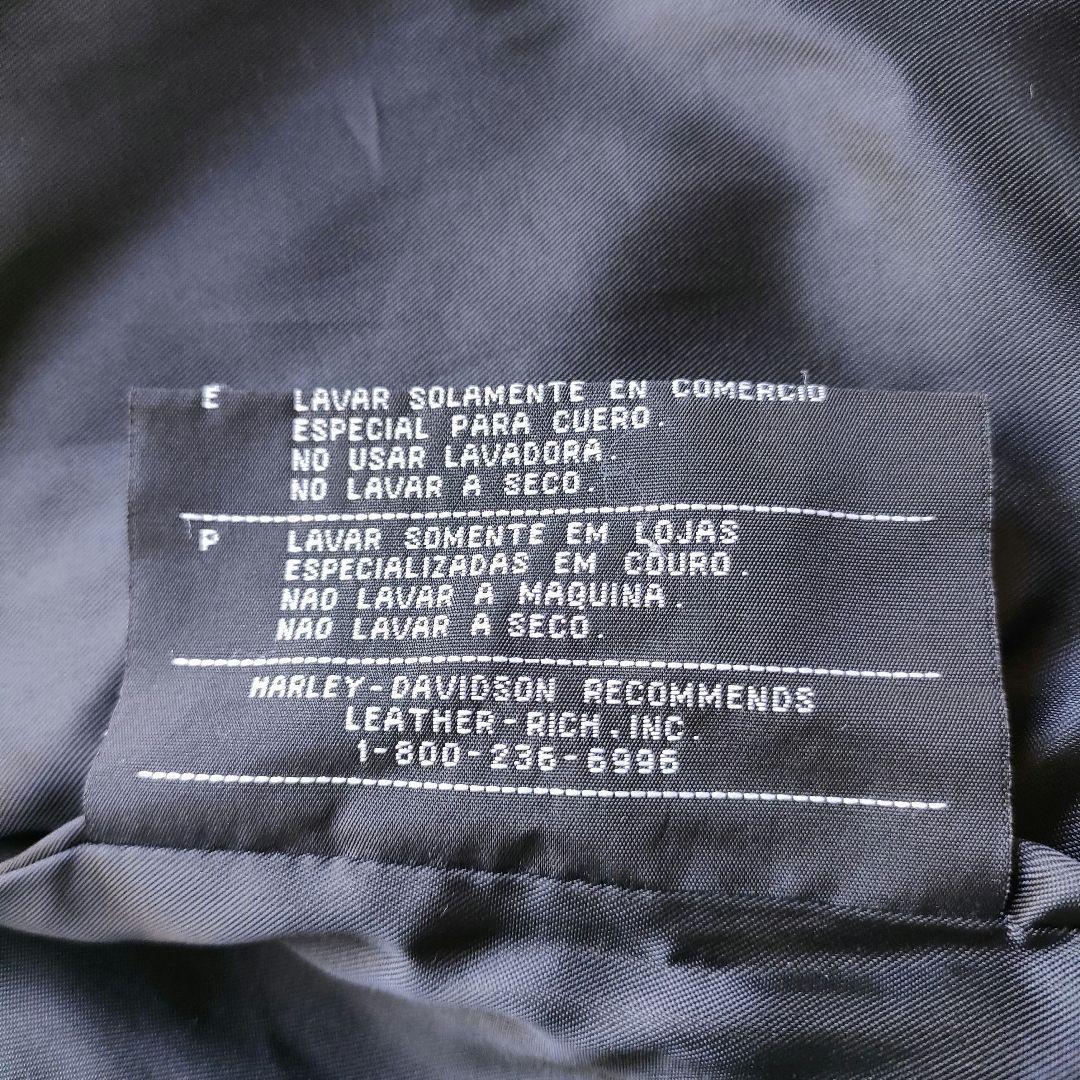 E LAVAR SOLAMENTE EN COMERCIO
ESPECIAL PARA CUERO.
NO USAR LAVADORA.
NO LAVAR A SECO.
P LAVAR SOMENTE EM LOJAS
ESPECIALIZADAS EM COURO.
NAO LAVAR A MAQUINA.
NAO LAVAR A SECO.
HARLEY-DAVIDSON RECOMMENDS
LEATHER-RICH.INC.
1-800-236-6996